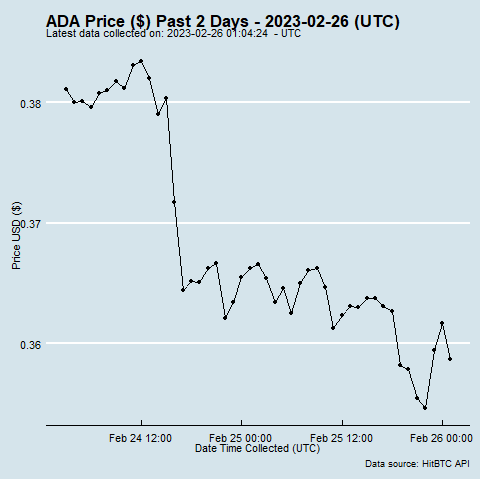 ADA Price ($) Past 2 Days - 2023-02-26 (UTC)
Latest data collected on: 2023-02-26 01:04:24 - UTC
0.38
0.37
0.36
Price USD ($)
Feb 24 12:00
Feb 25 00:00
Feb 25 12:00
Feb 26 00:00
Date Time Collected (UTC)
Data source: HitBTC API